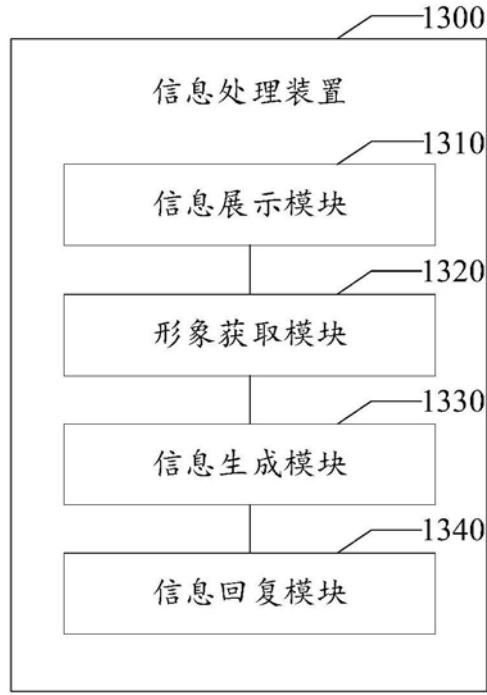 1300
信息处理装置
1310
信息展示模块
1320
形象获取模块
1330
信息生成模块
1340
信息回复模块